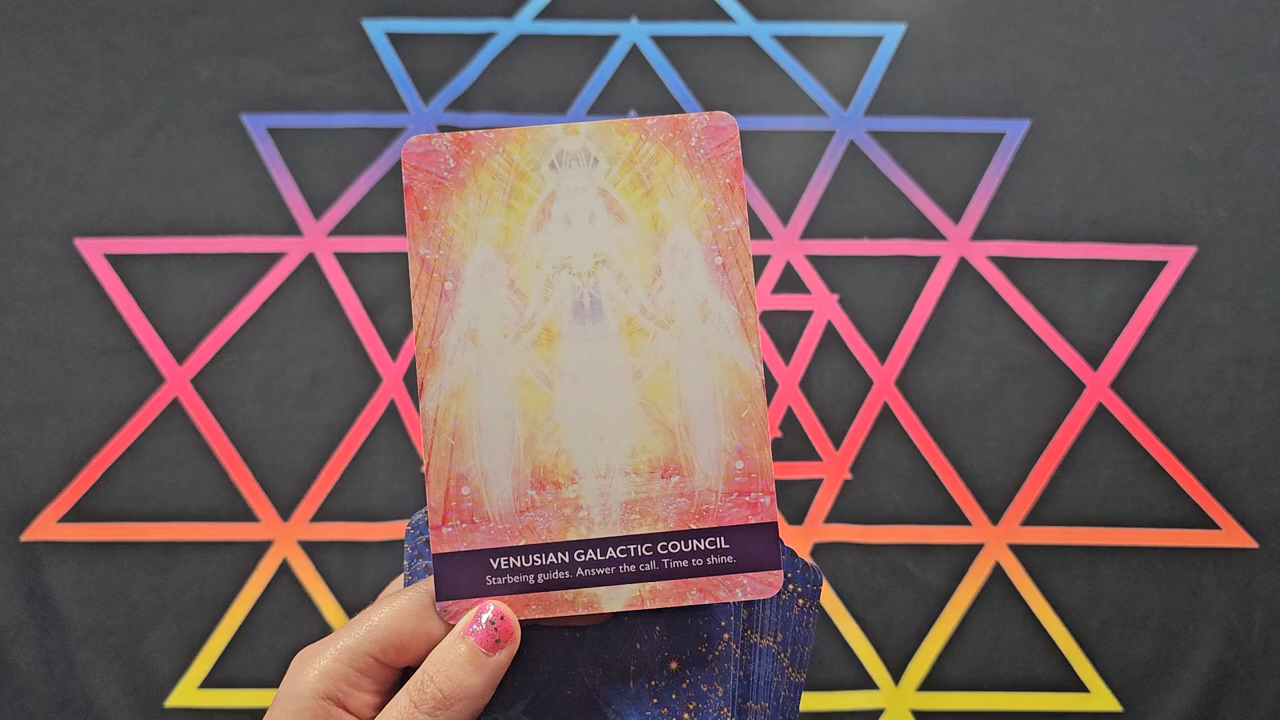 VENUSIAN GALACTIC COUNCIL
Starbeing guides. Answer the call. Time to shine.